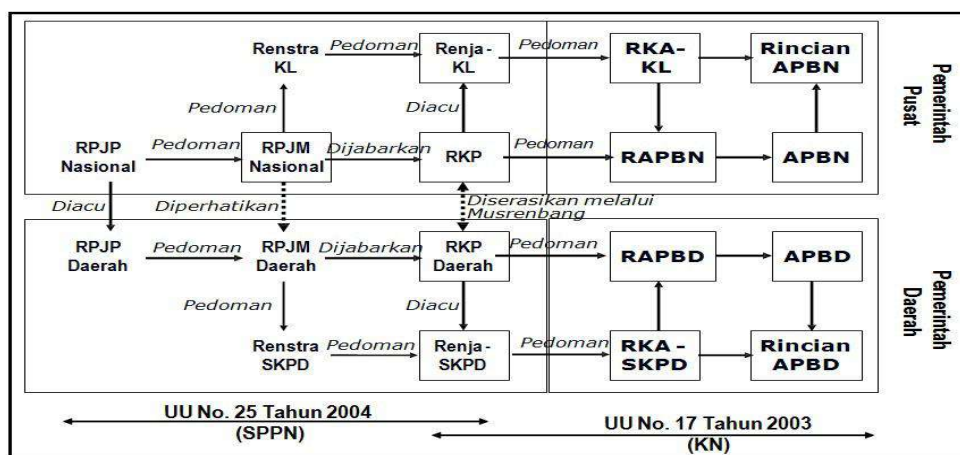 Renstra
KL
Pedoman
Renja -
KL
Pedoman
RKA-
KL
Rincian
APBN
Pemerintah
Pusat
Pedoman
Diacu
RPJP
Nasional
Pedoman
RPJM
Nasional
Dijabarkan
RKP
Pedoman
RAPBN
APBN
Diacu
Diperhatikan
Diserasikan melalui
Musrenbang
RPJP
Daerah
Pedoman
RPJM
Daerah
Dijabarkan
RKP
Daerah
Pedoman
RAPBD
APBD
Pemerintah
Daerah
Pedoman
Diacu
Renstra
SKPD
Pedoman
Renja-
SKPD
Pedoman
RKA -
SKPD
Rincian
APBD
UU No. 25 Tahun 2004
(SPPN)
UU No. 17 Tahun 2003
(KN)